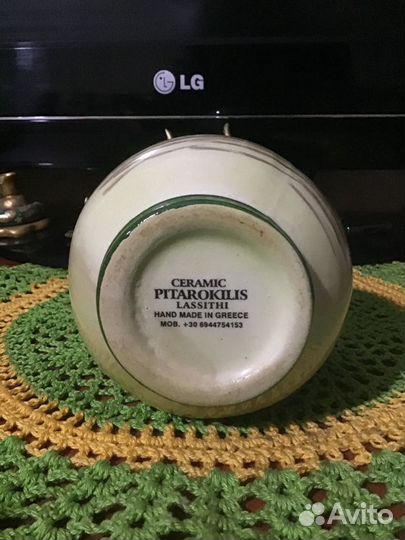 LG
CERAMIC
PITAROKILIS
LASSITHI
HAND MADE IN GREECE
MOB. +30 6944754153
Avito